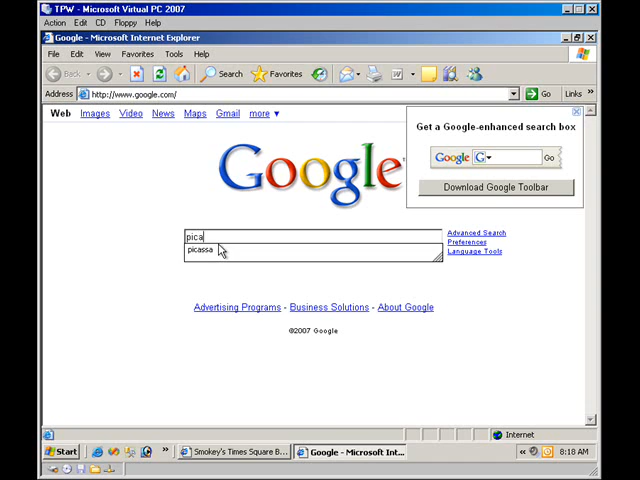 TPW - Microsoft Virtual PC 2007
Action Edit CD Floppy Help
Google - Microsoft Internet Explorer
File Edit View Favorites Tools Help
Back Search Favorites
Address http://www.google.com/ Go Links »
Web Images Video News Maps Gmail more ▼
Get a Google-enhanced search box
Google G Go
Download Google Toolbar
Google
pica
picassa
Advanced Search
Preferences
Language Tools
Advertising Programs - Business Solutions - About Google
©2007 Google
Internet
Start » Smokey's Times Square B... Google - Microsoft Int... « 8:18 AM